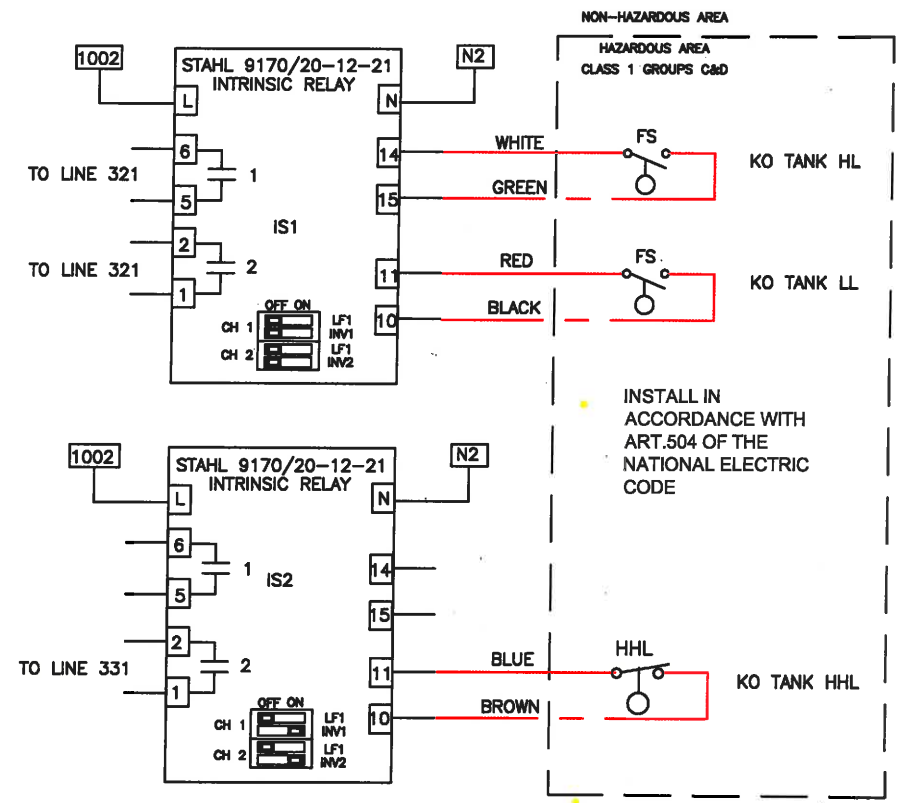 NON-HAZARDOUS AREA
HAZARDOUS AREA
CLASS 1 GROUPS C&D
1002
N2
STAHL 9170/20-12-21
INTRINSIC RELAY
L
N
6
14
WHITE
FS
KO TANK HL
TO LINE 321
1
5
15
GREEN
IS1
2
11
RED
FS
KO TANK LL
TO LINE 321
2
1
10
BLACK
OFF ON
CH 1
LF1
INV1
CH 2
LF1
INV2
INSTALL IN
ACCORDANCE WITH
ART.504 OF THE
NATIONAL ELECTRIC
CODE
1002
N2
STAHL 9170/20-12-21
INTRINSIC RELAY
L
N
6
14
1
IS2
5
15
2
11
BLUE
HHL
KO TANK HHL
TO LINE 331
2
1
10
BROWN
OFF ON
CH 1
LF1
INV1
CH 2
LF1
INV2